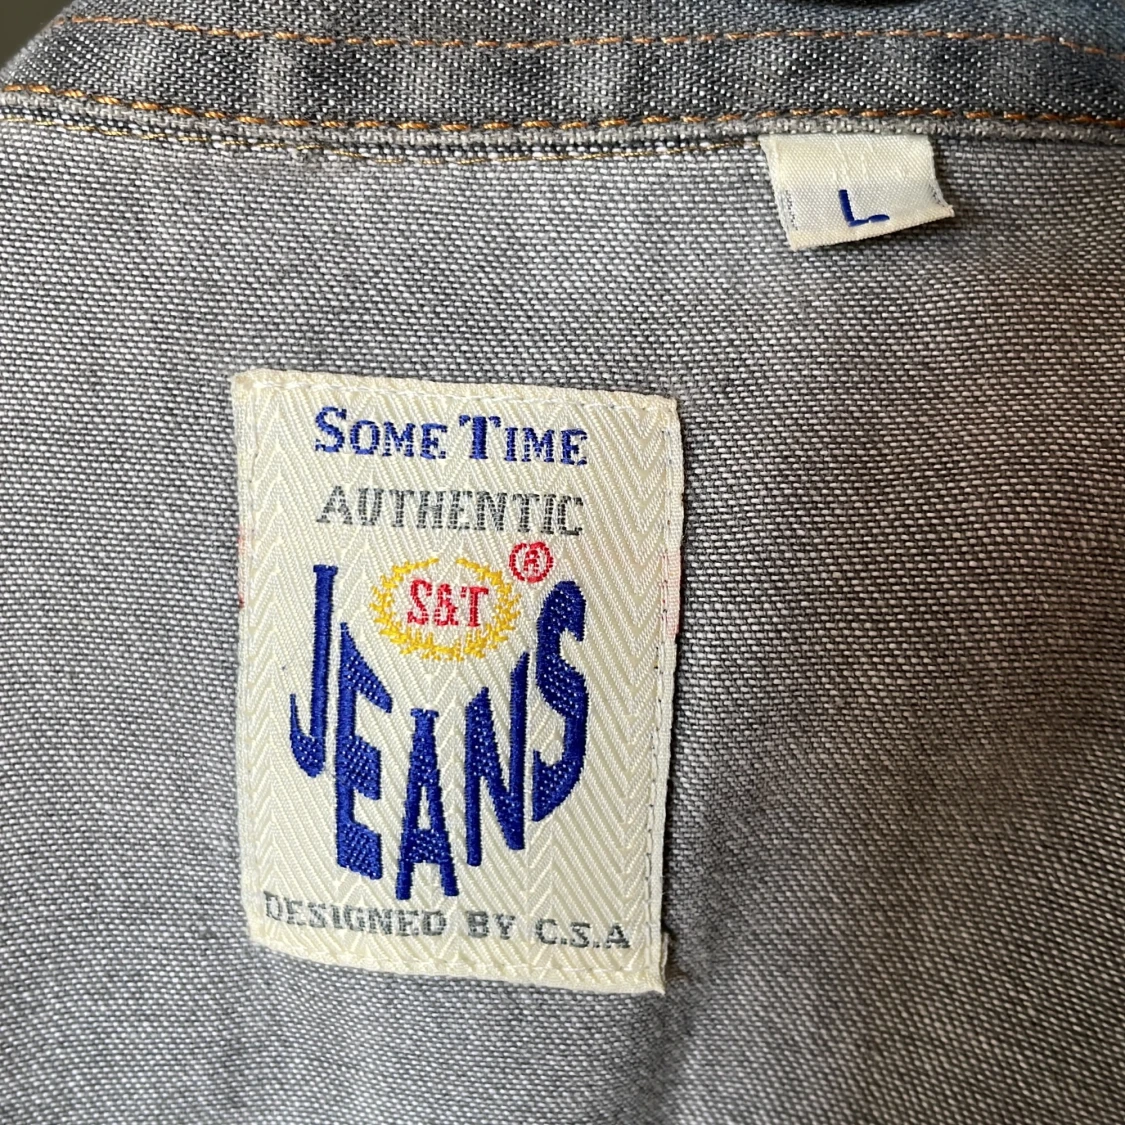 L
SOME TIME
AUTHENTIC
®
S&T
JEANS
DESIGNED BY C.S.A